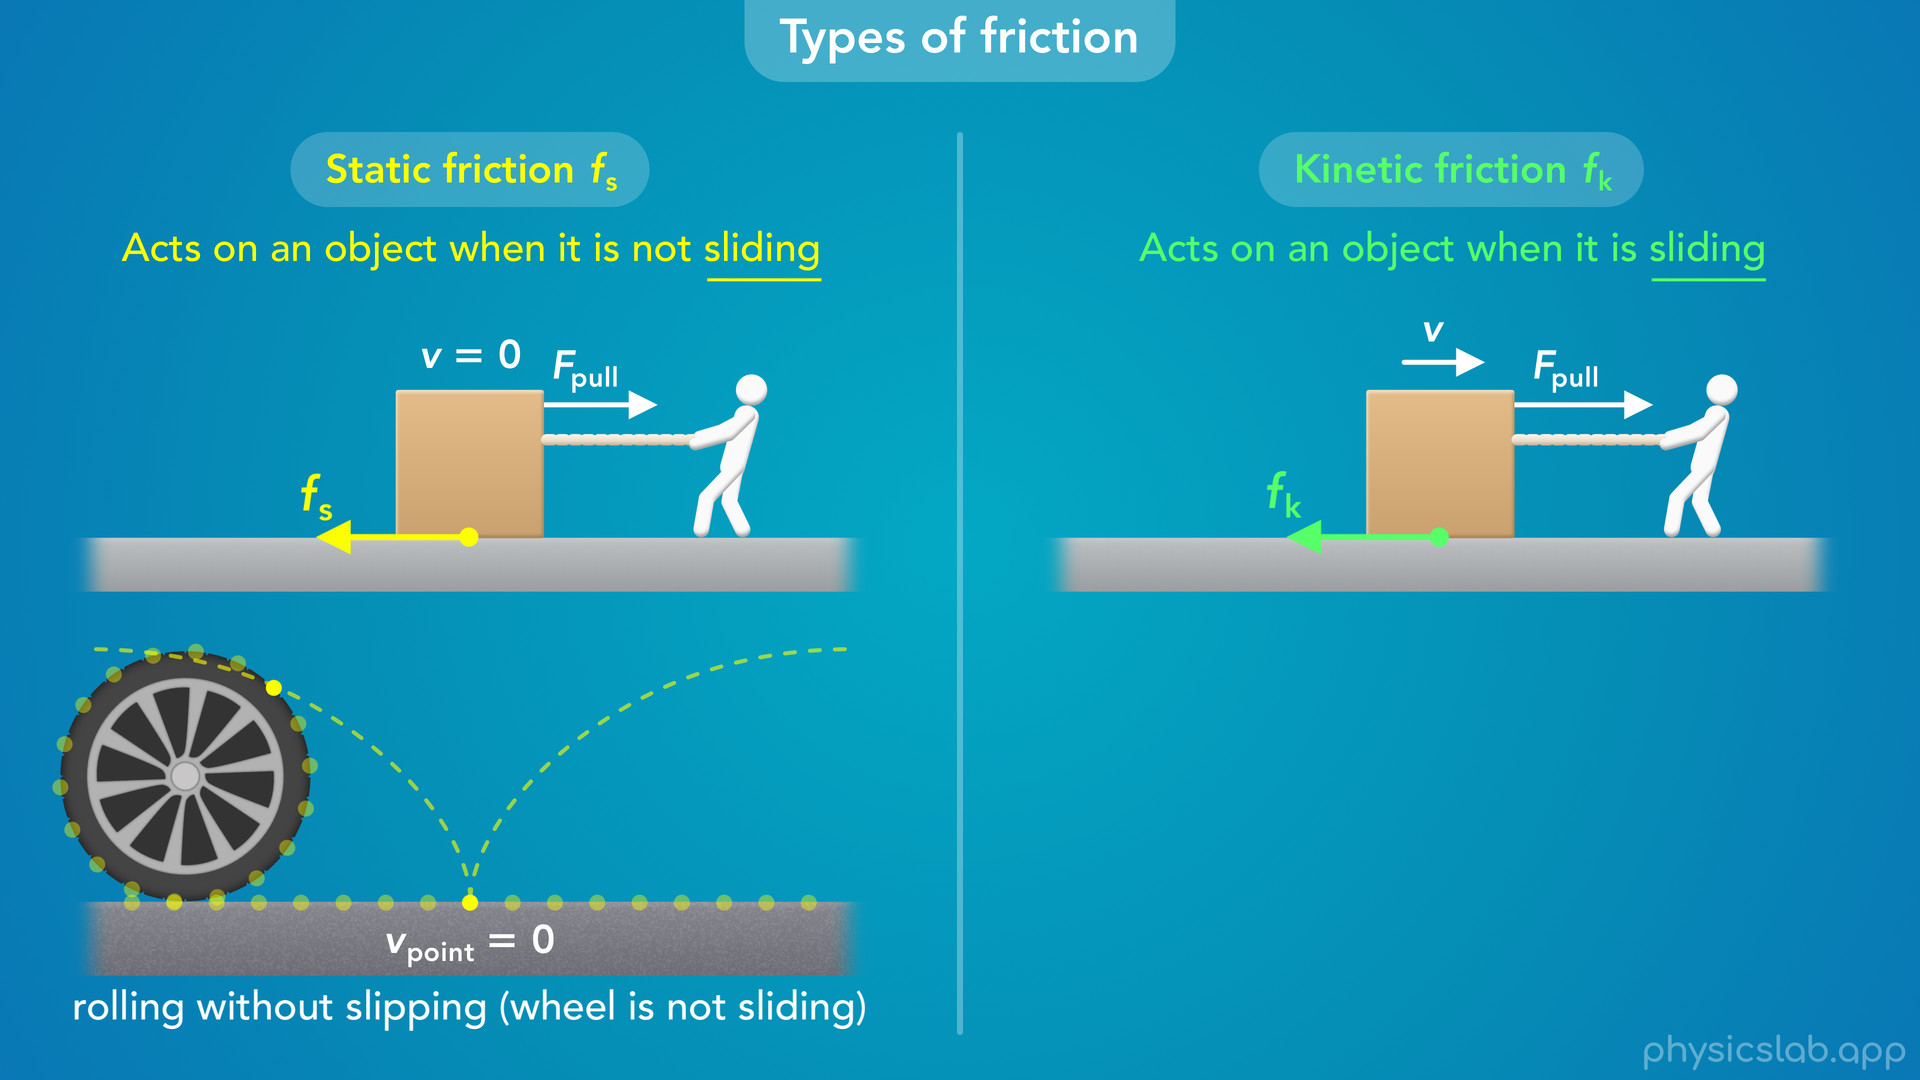 Types of friction
Static friction fs
Acts on an object when it is not sliding
v = 0
Fpull
fs
vpoint = 0
rolling without slipping (wheel is not sliding)
Kinetic friction fk
Acts on an object when it is sliding
v
Fpull
fk
physicslab.app